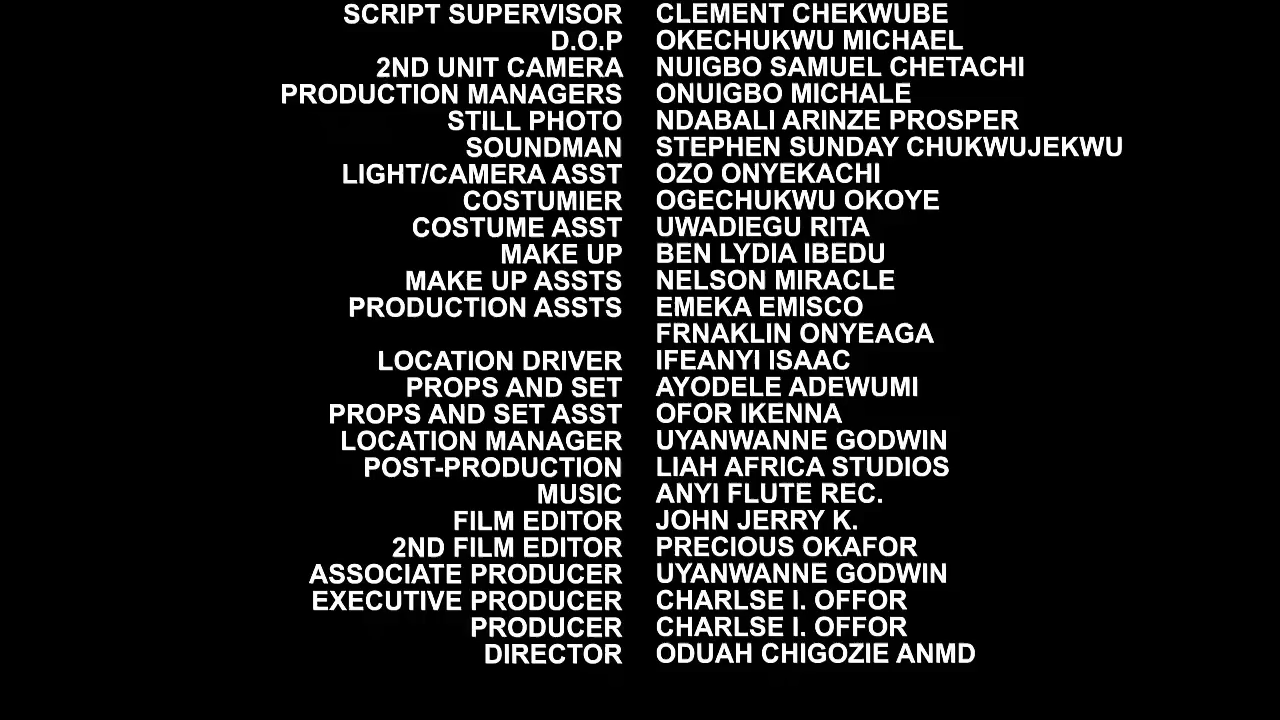 SCRIPT SUPERVISOR CLEMENT CHEKWUBE
D.O.P OKECHUKWU MICHAEL
2ND UNIT CAMERA NUIGBO SAMUEL CHETACHI
PRODUCTION MANAGERS ONUIGBO MICHALE
STILL PHOTO NDABALI ARINZE PROSPER
SOUNDMAN STEPHEN SUNDAY CHUKWUJEKWU
LIGHT/CAMERA ASST OZO ONYEKACHI
COSTUMIER OGECHUKWU OKOYE
COSTUME ASST UWADIEGU RITA
MAKE UP BEN LYDIA IBEDU
MAKE UP ASSTS NELSON MIRACLE
PRODUCTION ASSTS EMEKA EMISCO
FRNAKLIN ONYEAGA
LOCATION DRIVER IFEANYI ISAAC
PROPS AND SET AYODELE ADEWUMI
PROPS AND SET ASST OFOR IKENNA
LOCATION MANAGER UYANWANNE GODWIN
POST-PRODUCTION LIAH AFRICA STUDIOS
MUSIC ANYI FLUTE REC.
FILM EDITOR JOHN JERRY K.
2ND FILM EDITOR PRECIOUS OKAFOR
ASSOCIATE PRODUCER UYANWANNE GODWIN
EXECUTIVE PRODUCER CHARLSE I. OFFOR
PRODUCER CHARLSE I. OFFOR
DIRECTOR ODUAH CHIGOZIE ANMD